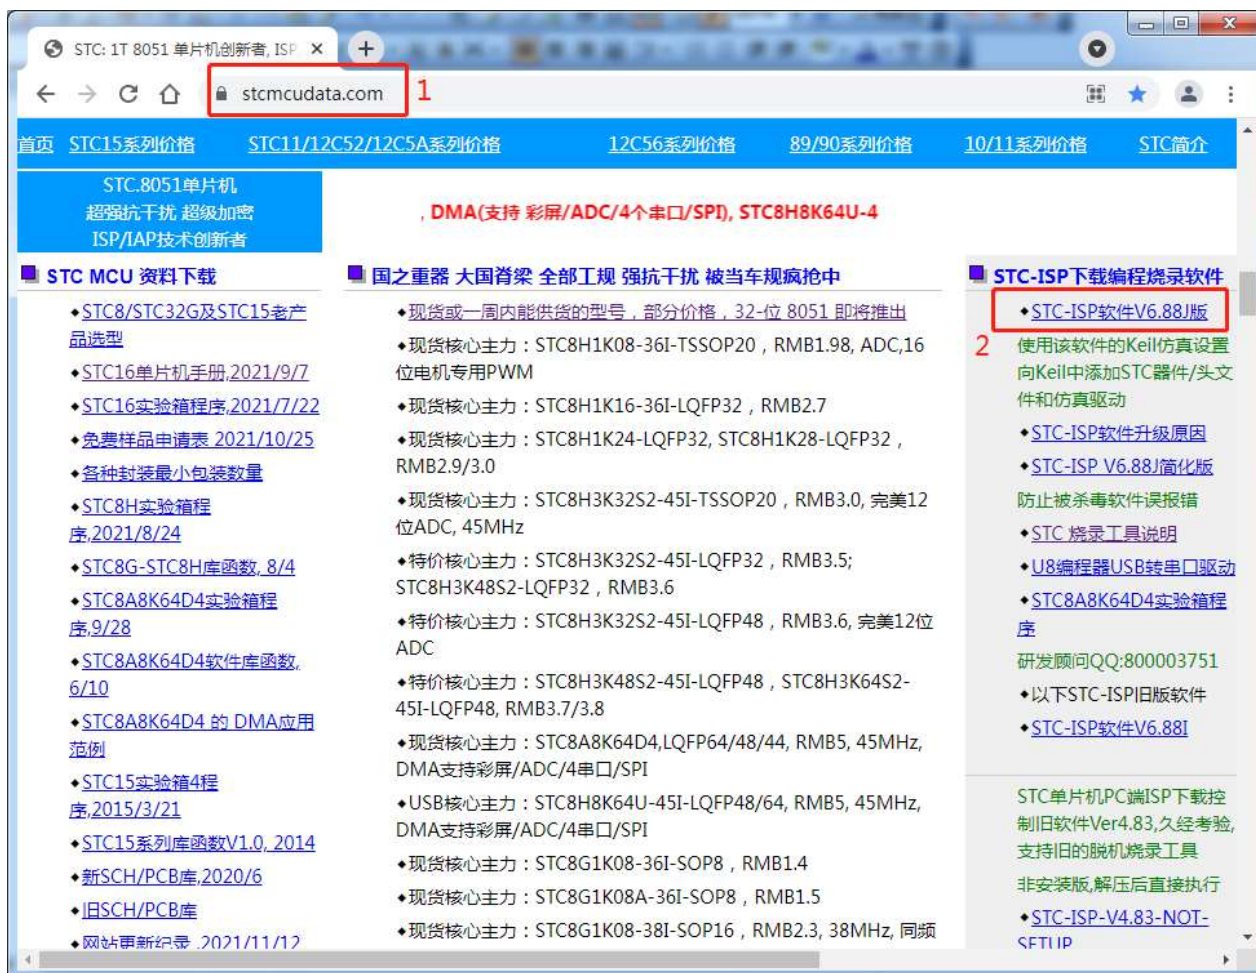 STC: 1T 8051 单片机创新者, ISP
stcmcudata.com
1
首页 STC15系列价格 STC11/12C52/12C5A系列价格 12C56系列价格 89/90系列价格 10/11系列价格 STC简介
STC.8051单片机
超强抗干扰 超级加密
ISP/IAP技术创新者
, DMA(支持 彩屏/ADC/4个串口/SPI), STC8H8K64U-4
STC MCU 资料下载
◆STC8/STC32G及STC15老产
品选型
◆STC16单片机手册,2021/9/7
◆STC16实验箱程序,2021/7/22
◆免费样品申请表 2021/10/25
◆各种封装最小包装数量
◆STC8H实验箱程
序,2021/8/24
◆STC8G-STC8H库函数, 8/4
◆STC8A8K64D4实验箱程
序,9/28
◆STC8A8K64D4软件库函数,
6/10
◆STC8A8K64D4 的 DMA应用
范例
◆STC15实验箱4程
序,2015/3/21
◆STC15系列库函数V1.0, 2014
◆新SCH/PCB库,2020/6
◆旧SCH/PCB库
◆网站更新纪录 ,2021/11/12
国之重器 大国脊梁 全部工规 强抗干扰 被当车规疯抢中
◆现货或一周内能供货的型号，部分价格，32-位 8051 即将推出
◆现货核心主力：STC8H1K08-36I-TSSOP20，RMB1.98, ADC,16
位电机专用PWM
◆现货核心主力：STC8H1K16-36I-LQFP32，RMB2.7
◆现货核心主力：STC8H1K24-LQFP32, STC8H1K28-LQFP32，
RMB2.9/3.0
◆现货核心主力：STC8H3K32S2-45I-TSSOP20，RMB3.0, 完美12
位ADC, 45MHz
◆特价核心主力：STC8H3K32S2-45I-LQFP32，RMB3.5;
STC8H3K48S2-LQFP32，RMB3.6
◆特价核心主力：STC8H3K32S2-45I-LQFP48，RMB3.6, 完美12位
ADC
◆特价核心主力：STC8H3K48S2-45I-LQFP48，STC8H3K64S2-
45I-LQFP48, RMB3.7/3.8
◆现货核心主力：STC8A8K64D4,LQFP64/48/44, RMB5, 45MHz,
DMA支持彩屏/ADC/4串口/SPI
◆USB核心主力：STC8H8K64U-45I-LQFP48/64, RMB5, 45MHz,
DMA支持彩屏/ADC/4串口/SPI
◆现货核心主力：STC8G1K08-36I-SOP8，RMB1.4
◆现货核心主力：STC8G1K08A-36I-SOP8，RMB1.5
◆现货核心主力：STC8G1K08-38I-SOP16，RMB2.3, 38MHz, 同频
STC-ISP下载编程烧录软件
◆STC-ISP软件V6.88J版
2
使用该软件的Keil仿真设置
向Keil中添加STC器件/头文
件和仿真驱动
◆STC-ISP软件升级原因
◆STC-ISP V6.88J简化版
防止被杀毒软件误报错
◆STC 烧录工具说明
◆U8编程器USB转串口驱动
◆STC8A8K64D4实验箱程
序
研发顾问QQ:800003751
◆以下STC-ISP旧版软件
◆STC-ISP软件V6.88I
STC单片机PC端ISP下载控
制旧软件Ver4.83,久经考验,
支持旧的脱机烧录工具
非安装版,解压后直接执行
◆STC-ISP-V4.83-NOT-
SETUP